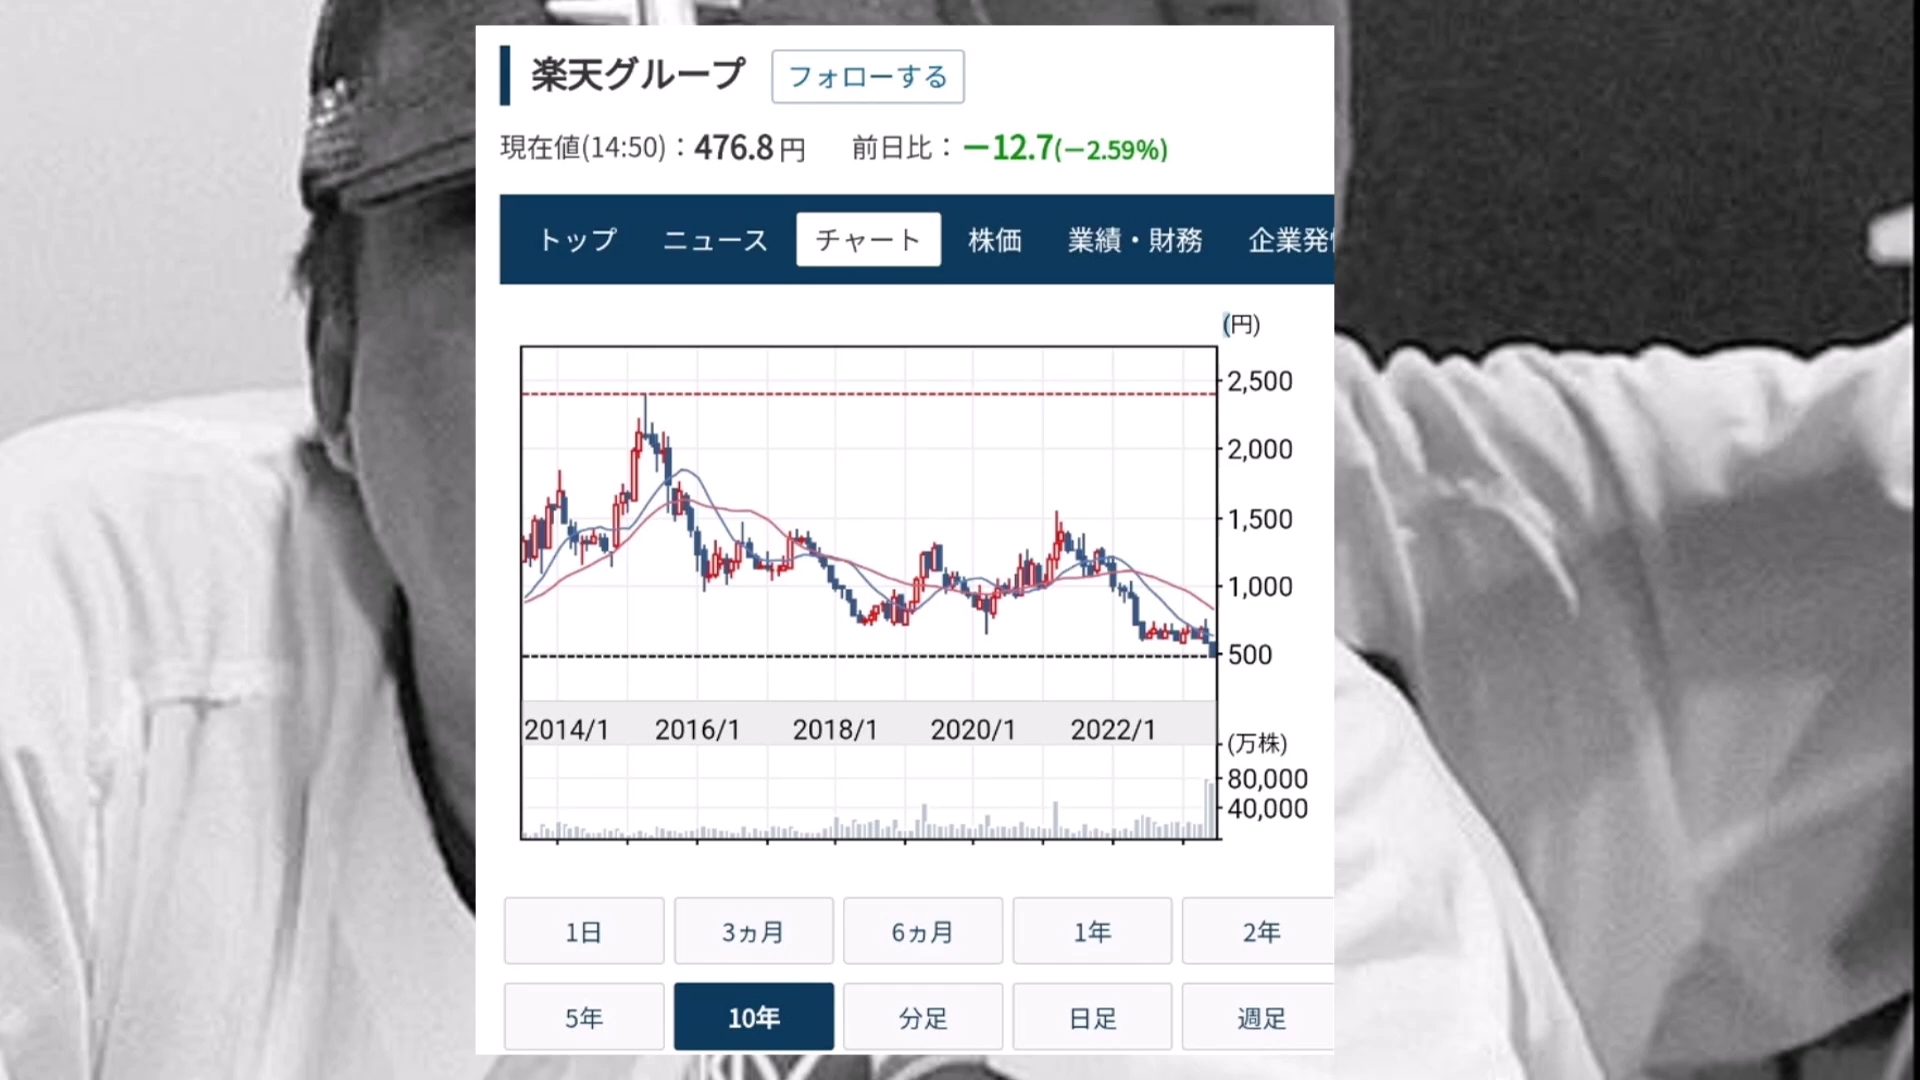 楽天グループ フォローする
現在値(14:50)：476.8円 前日比：－12.7(－2.59%)
トップ ニュース チャート 株価 業績・財務 企業発
(円)
2,500
2,000
1,500
1,000
500
2014/1 2016/1 2018/1 2020/1 2022/1
(万株)
80,000
40,000
1日 3ヵ月 6ヵ月 1年 2年
5年 10年 分足 日足 週足